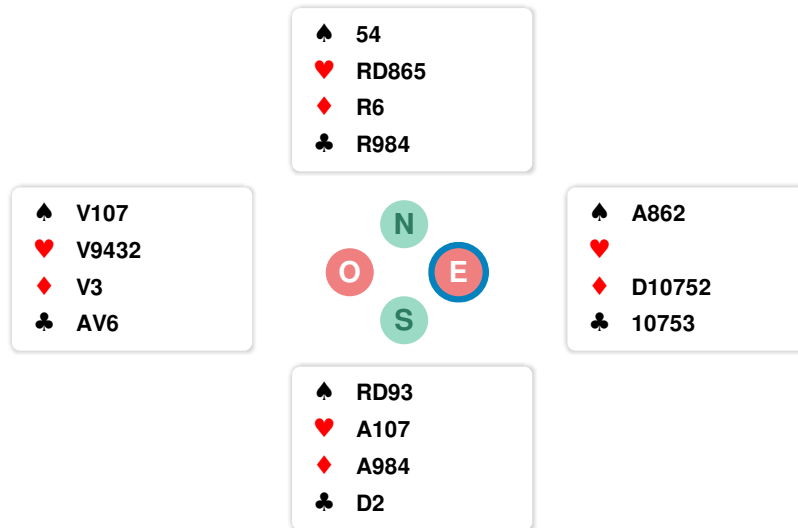 ♠ 54
♥ RD865
♦ R6
♣ R984
♠ V107
♥ V9432
♦ V3
♣ AV6
N
O
E
S
♠ A862
♥
♦ D10752
♣ 10753
♠ RD93
♥ A107
♦ A984
♣ D2